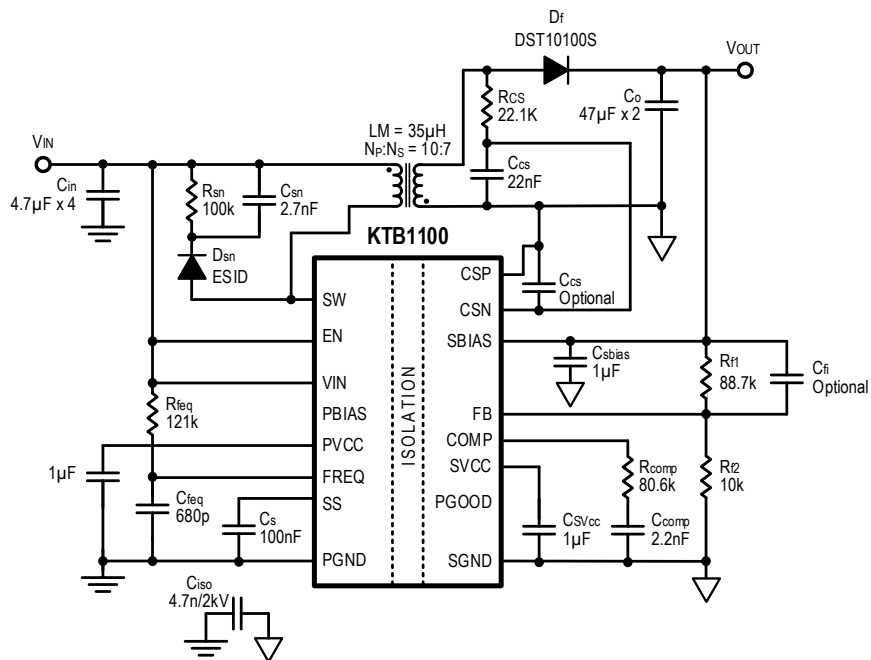 Df
DST10100S
VOUT
RCS
22.1K
Co
47µF x 2
LM = 35µH
NP:NS = 10:7
VIN
Ccs
22nF
Cin
4.7µF x 4
Rsn
100k
Csn
2.7nF
KTB1100
Dsn
ESID
CSP
Ccs
Optional
SW
CSN
EN
SBIAS
Csbias
1µF
Rf1
88.7k
Cfi
Optional
VIN
Rfeq
121k
PBIAS
FB
ISOLATION
PVCC
COMP
1µF
FREQ
SVCC
Rcomp
80.6k
Rf2
10k
Cfeq
680p
SS
PGOOD
Cs
100nF
CSVcc
1µF
Ccomp
2.2nF
PGND
SGND
Ciso
4.7n/2kV